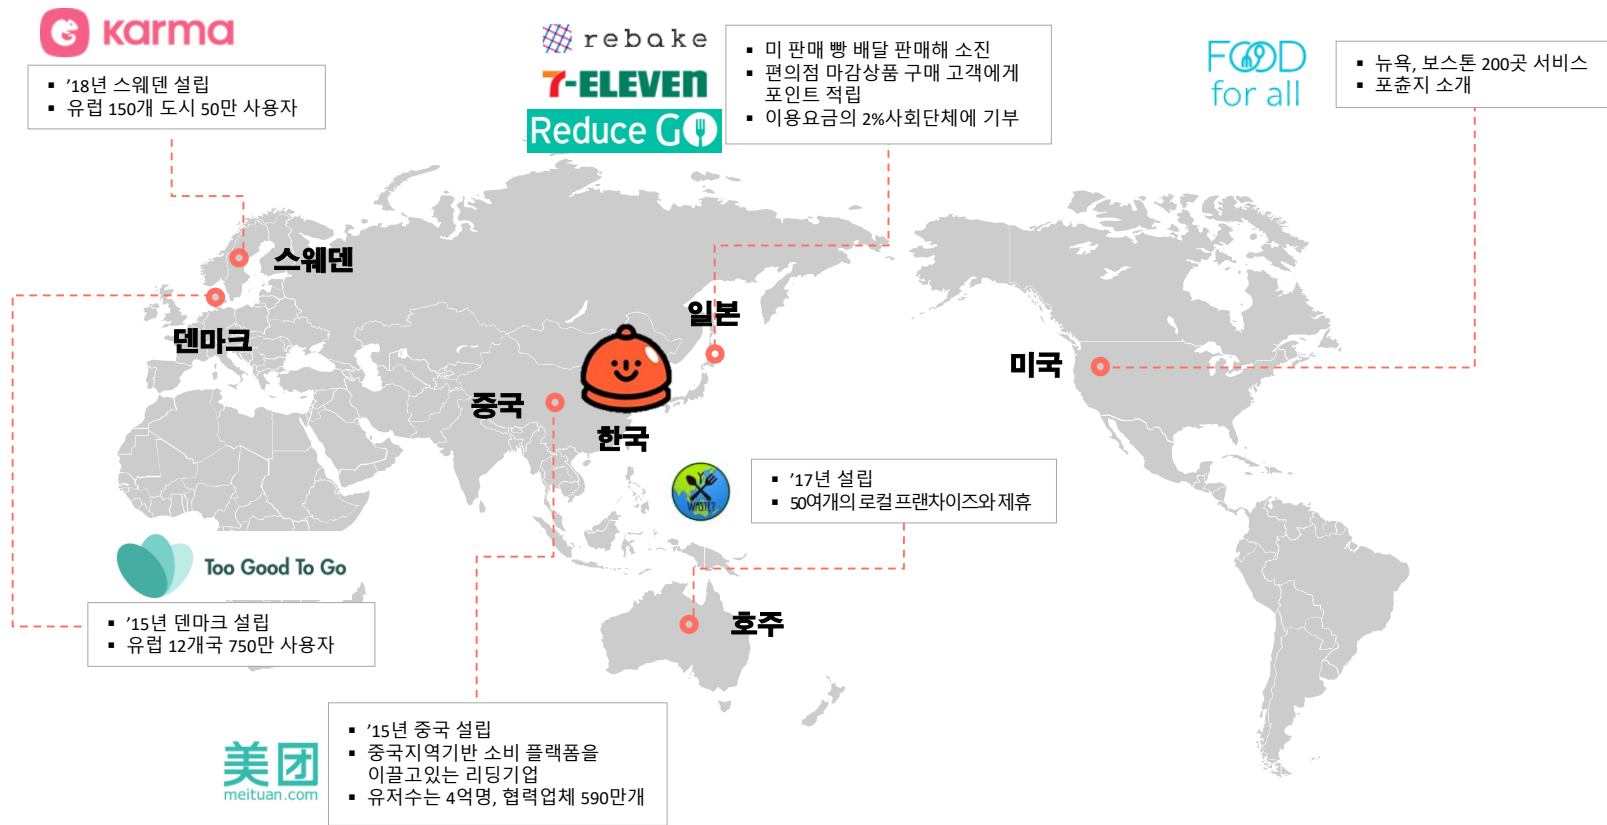 Karma
▪ '18년 스웨덴 설립
▪ 유럽 150개 도시 50만 사용자
rebake
7-ELEVEn
Reduce GO
▪ 미 판매 빵 배달 판매해 소진
▪ 편의점 마감상품 구매 고객에게
포인트 적립
▪ 이용요금의 2%사회단체에 기부
FOOD
for all
▪ 뉴욕, 보스톤 200곳 서비스
▪ 포츈지 소개
스웨덴
덴마크
일본
중국
한국
미국
WASTET
▪ '17년 설립
▪ 50여개의 로컬 프랜차이즈와 제휴
호주
Too Good To Go
▪ '15년 덴마크 설립
▪ 유럽 12개국 750만 사용자
美团
meituan.com
▪ '15년 중국 설립
▪ 중국지역기반 소비 플랫폼을
이끌고있는 리딩기업
▪ 유저수는 4억명, 협력업체 590만개